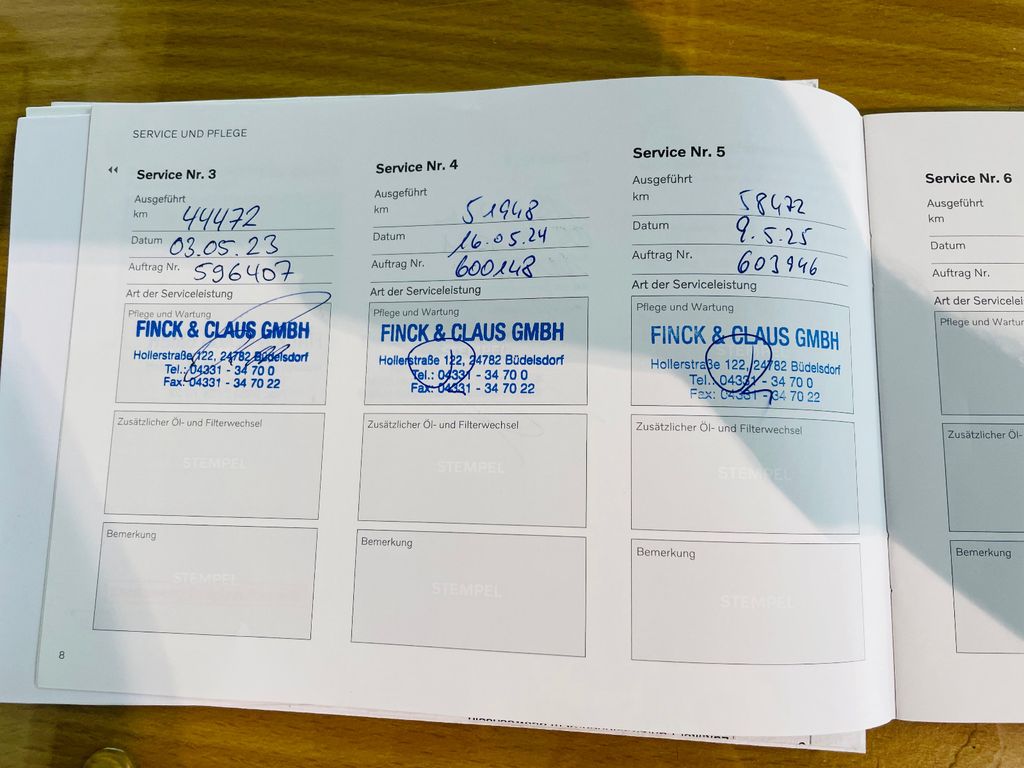 SERVICE UND PFLEGE
Service Nr. 3
Ausgeführt
km 44472
Datum 03.05.23
Auftrag Nr. 596407
Art der Serviceleistung
Pflege und Wartung
FINCK & CLAUS GMBH
Hollerstraße 122, 24782 Büdelsdorf
Tel.: 04331 - 34 70 0
Fax: 04331 - 34 70 22
Zusätzlicher Öl- und Filterwechsel
STEMPEL
Bemerkung
STEMPEL
8
Service Nr. 4
Ausgeführt
km 51948
Datum 16.05.24
Auftrag Nr. 600148
Art der Serviceleistung
Pflege und Wartung
FINCK & CLAUS GMBH
Hollerstraße 122, 24782 Büdelsdorf
Tel.: 04331 - 34 70 0
Fax: 04331 - 34 70 22
Zusätzlicher Öl- und Filterwechsel
STEMPEL
Bemerkung
STEMPEL
Service Nr. 5
Ausgeführt
km 58472
Datum 9.5.25
Auftrag Nr. 603946
Art der Serviceleistung
Pflege und Wartung
FINCK & CLAUS GMBH
Hollerstraße 122, 24782 Büdelsdorf
Tel.: 04331 - 34 70 0
Fax: 04331 - 34 70 22
Zusätzlicher Öl- und Filterwechsel
STEMPEL
Bemerkung
STEMPEL
Service Nr. 6
Ausgeführt
km
Datum
Auftrag Nr.
Art der Servicelei
Pflege und Wartun
Zusätzlicher Öl-
Bemerkung